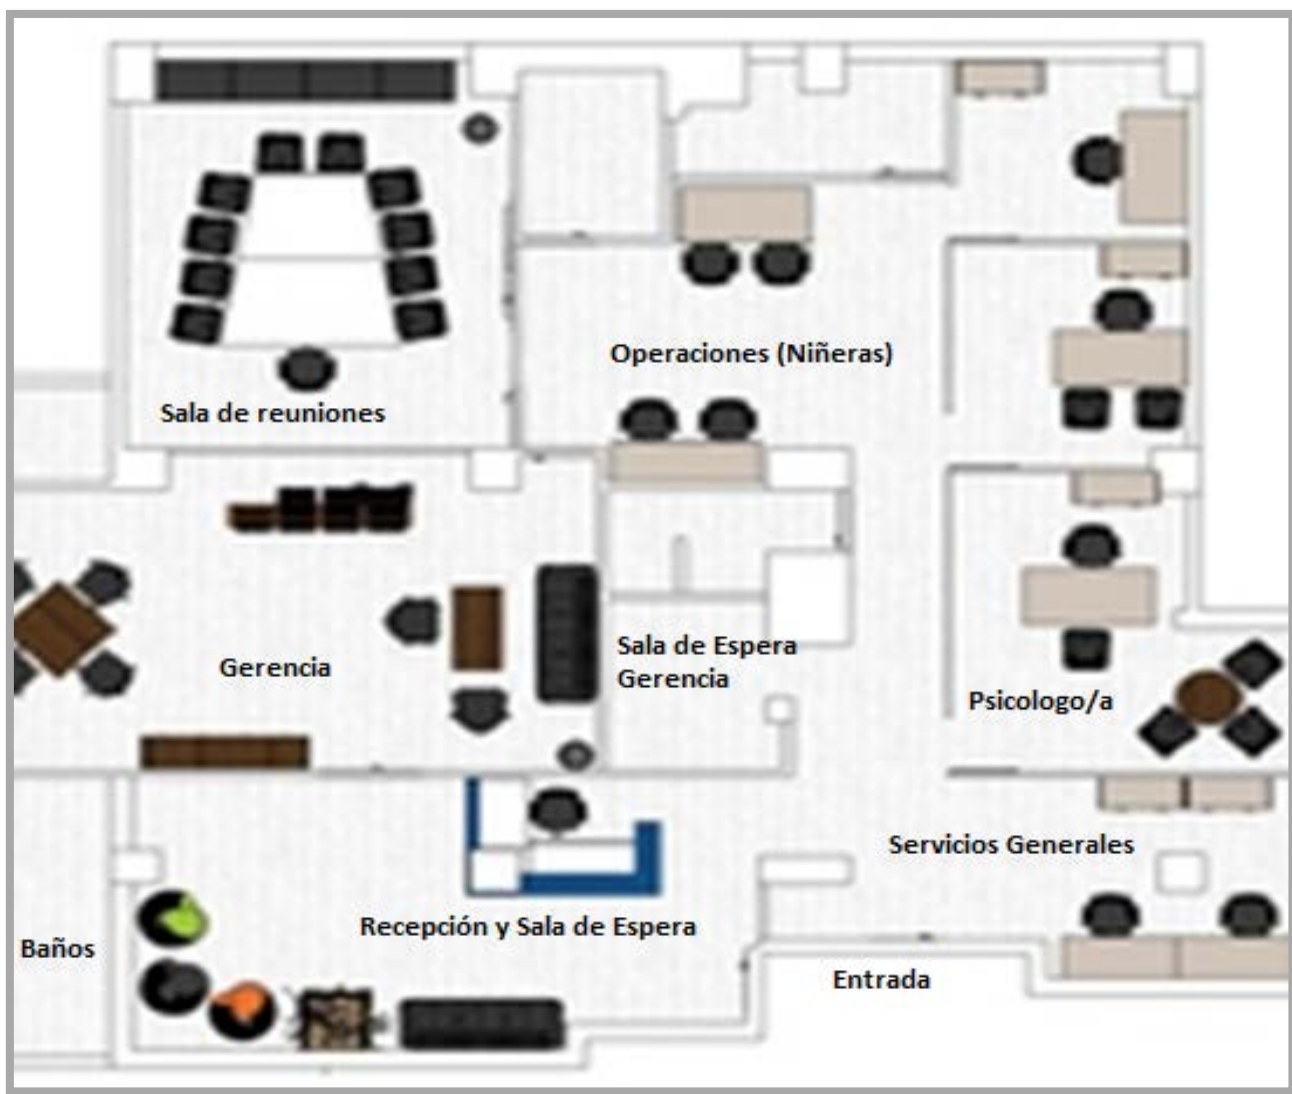 Operaciones (Niñeras)
Sala de reuniones
Sala de Espera
Gerencia
Gerencia
Psicologo/a
Servicios Generales
Recepción y Sala de Espera
Baños
Entrada